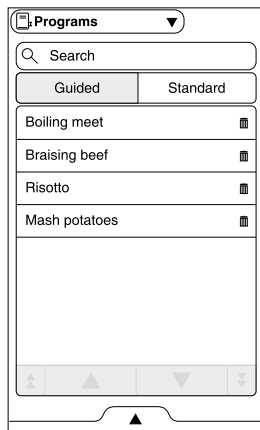 Programs
Search
Guided Standard
Boiling meet
Braising beef
Risotto
Mash potatoes